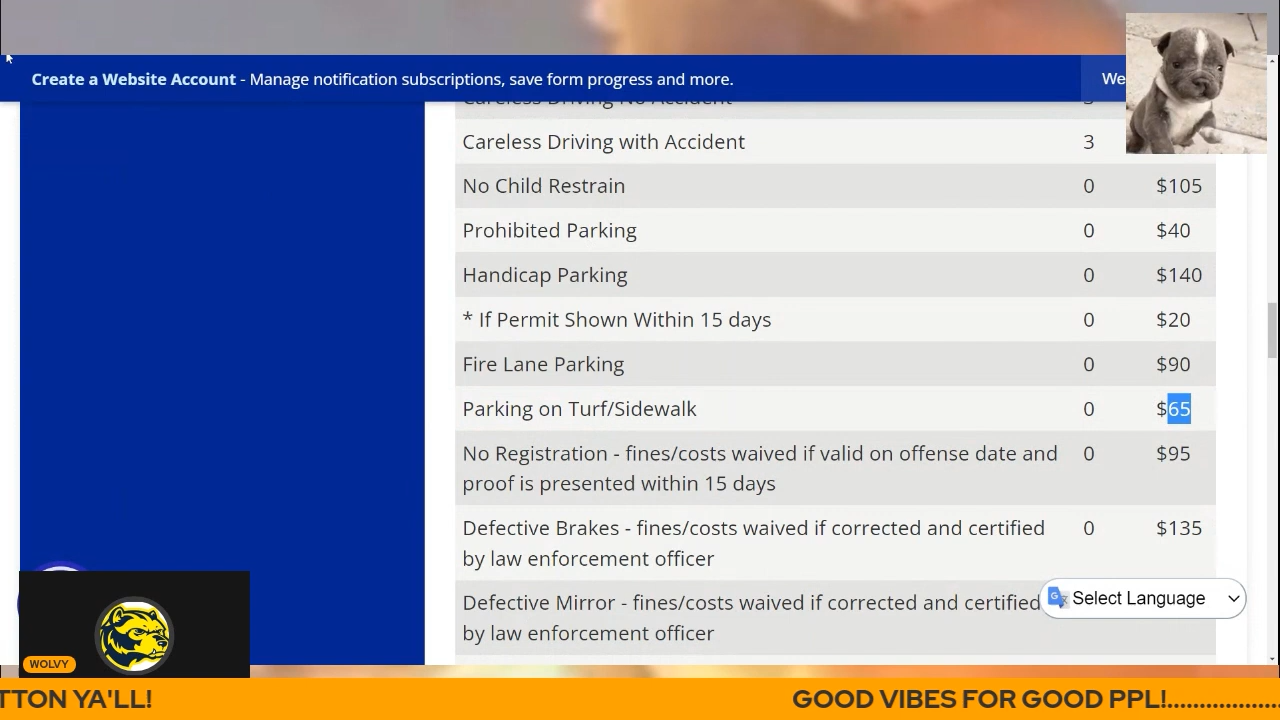 Create a Website Account - Manage notification subscriptions, save form progress and more.
We
Careless Driving No Accident 3
Careless Driving with Accident 3
No Child Restrain 0 $105
Prohibited Parking 0 $40
Handicap Parking 0 $140
* If Permit Shown Within 15 days 0 $20
Fire Lane Parking 0 $90
Parking on Turf/Sidewalk 0 $65
No Registration - fines/costs waived if valid on offense date and 0 $95
proof is presented within 15 days
Defective Brakes - fines/costs waived if corrected and certified 0 $135
by law enforcement officer
Defective Mirror - fines/costs waived if corrected and certified
by law enforcement officer
Select Language
WOLVY
TTON YA'LL! GOOD VIBES FOR GOOD PPL!..................